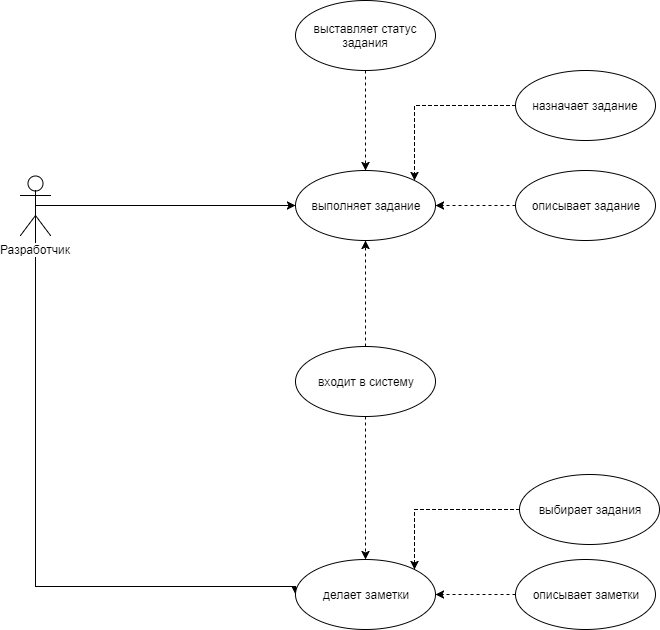 выставляет статус
задания
назначает задание
выполняет задание
описывает задание
Разработчик
входит в систему
выбирает задания
делает заметки
описывает заметки